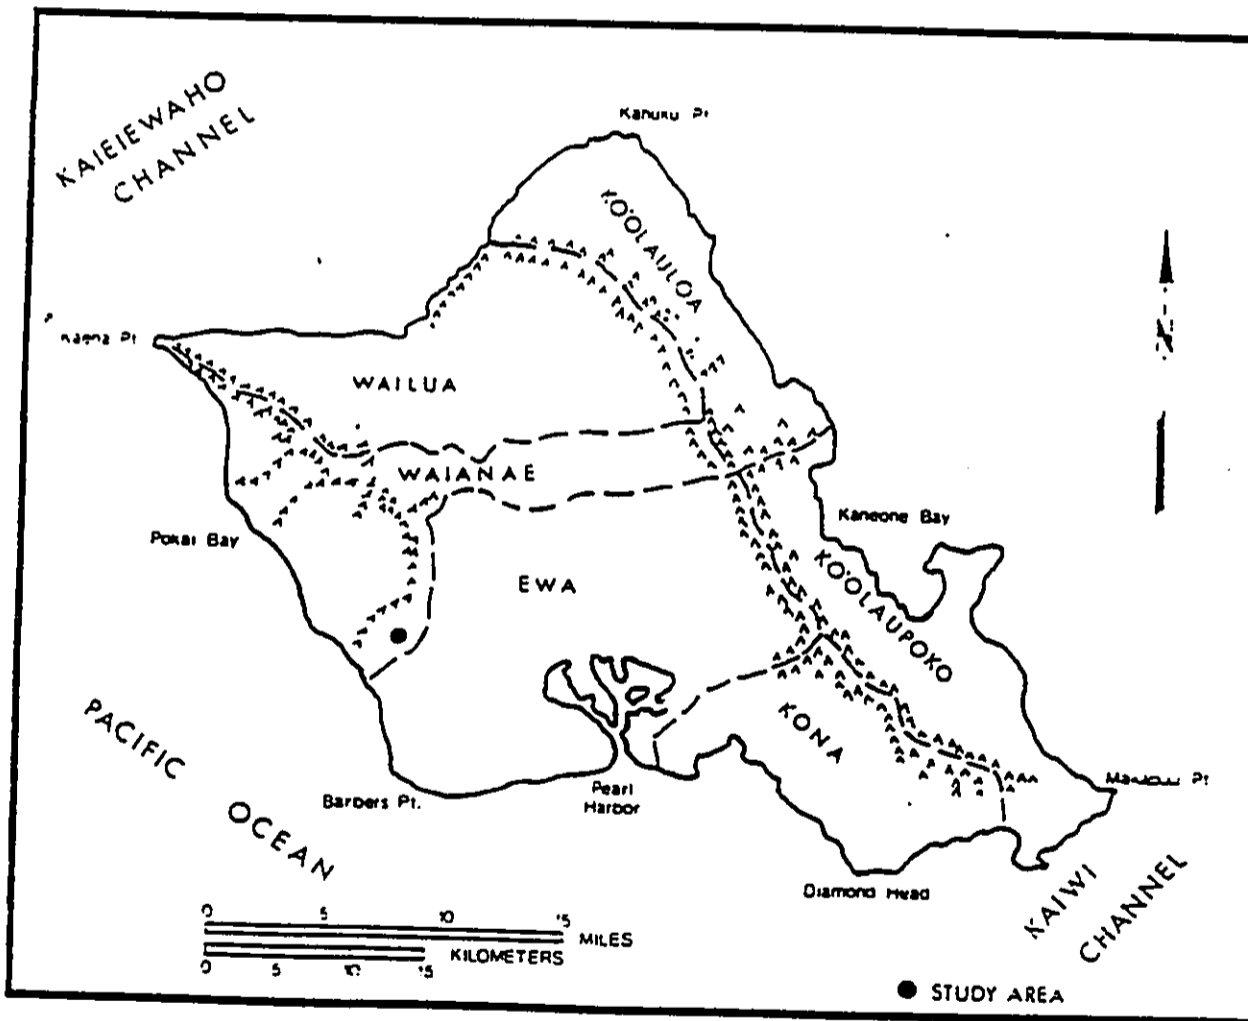 KAIEIEWAHO
CHANNEL
Kahuku Pt
KO'OLAULOA
Kaena Pt
WAILUA
WAIANAE
Pokai Bay
Kaneohe Bay
EWA
KO'OLAUPOKO
KONA
PACIFIC
OCEAN
Barbers Pt.
Pearl
Harbor
Pt
Diamond Head
KAIWI
CHANNEL
0 5 10 15
MILES
KILOMETERS
0 5 10 15
STUDY AREA